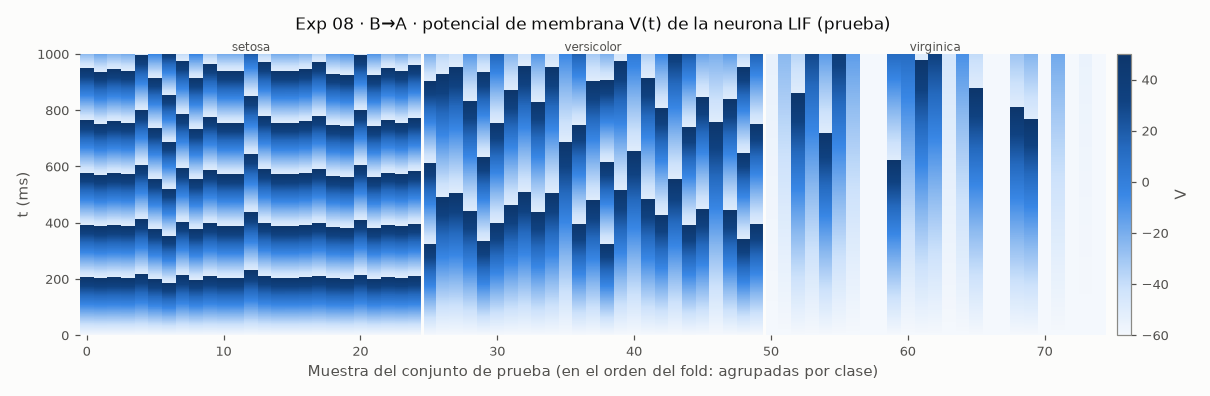 Exp 08 · B→A · potencial de membrana V(t) de la neurona LIF (prueba)
setosa
versicolor
virginica
1000
800
600
400
200
0
t (ms)
0
10
20
30
40
50
60
70
Muestra del conjunto de prueba (en el orden del fold: agrupadas por clase)
40
20
0
−20
−40
−60
V